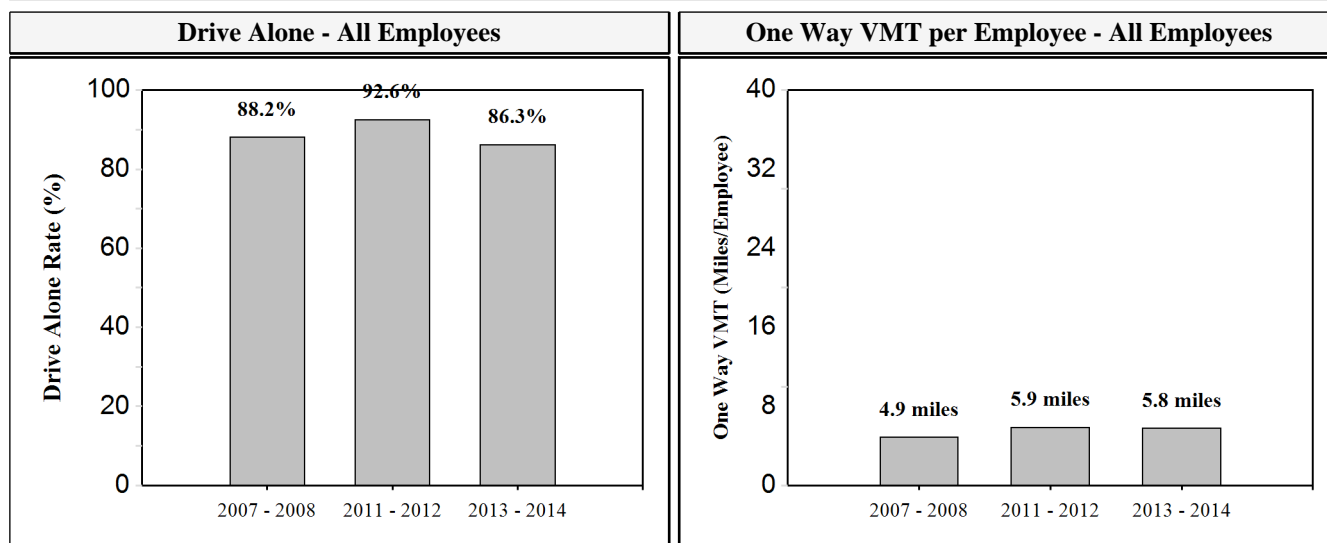 Drive Alone - All Employees
100
80
60
40
20
0
Drive Alone Rate (%)
88.2%
92.6%
86.3%
2007 - 2008
2011 - 2012
2013 - 2014
One Way VMT per Employee - All Employees
40
32
24
16
8
0
One Way VMT (Miles/Employee)
4.9 miles
5.9 miles
5.8 miles
2007 - 2008
2011 - 2012
2013 - 2014